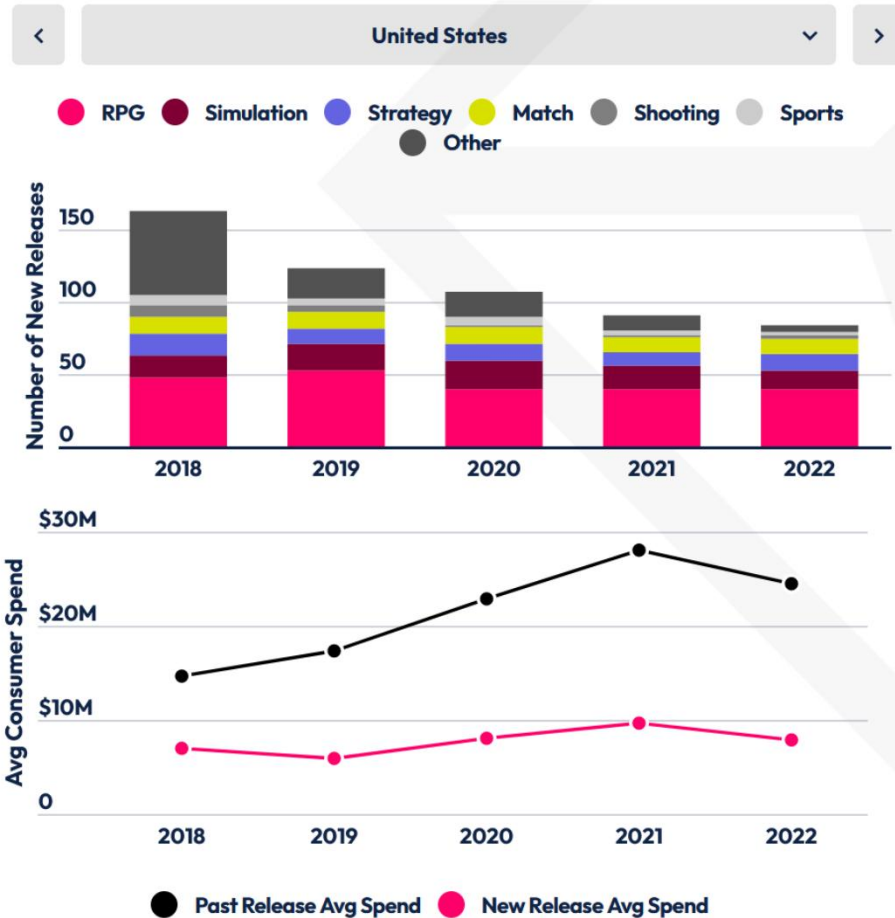 United States
RPG Simulation Strategy Match Shooting Sports
Other
Number of New Releases
150
100
50
0
2018 2019 2020 2021 2022
Avg Consumer Spend
$30M
$20M
$10M
0
2018 2019 2020 2021 2022
Past Release Avg Spend New Release Avg Spend